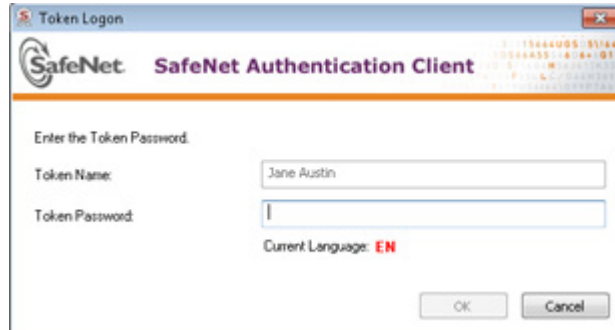 Token Logon
SafeNet. SafeNet Authentication Client
Enter the Token Password.
Token Name: Jane Austin
Token Password:
Current Language: EN
OK Cancel